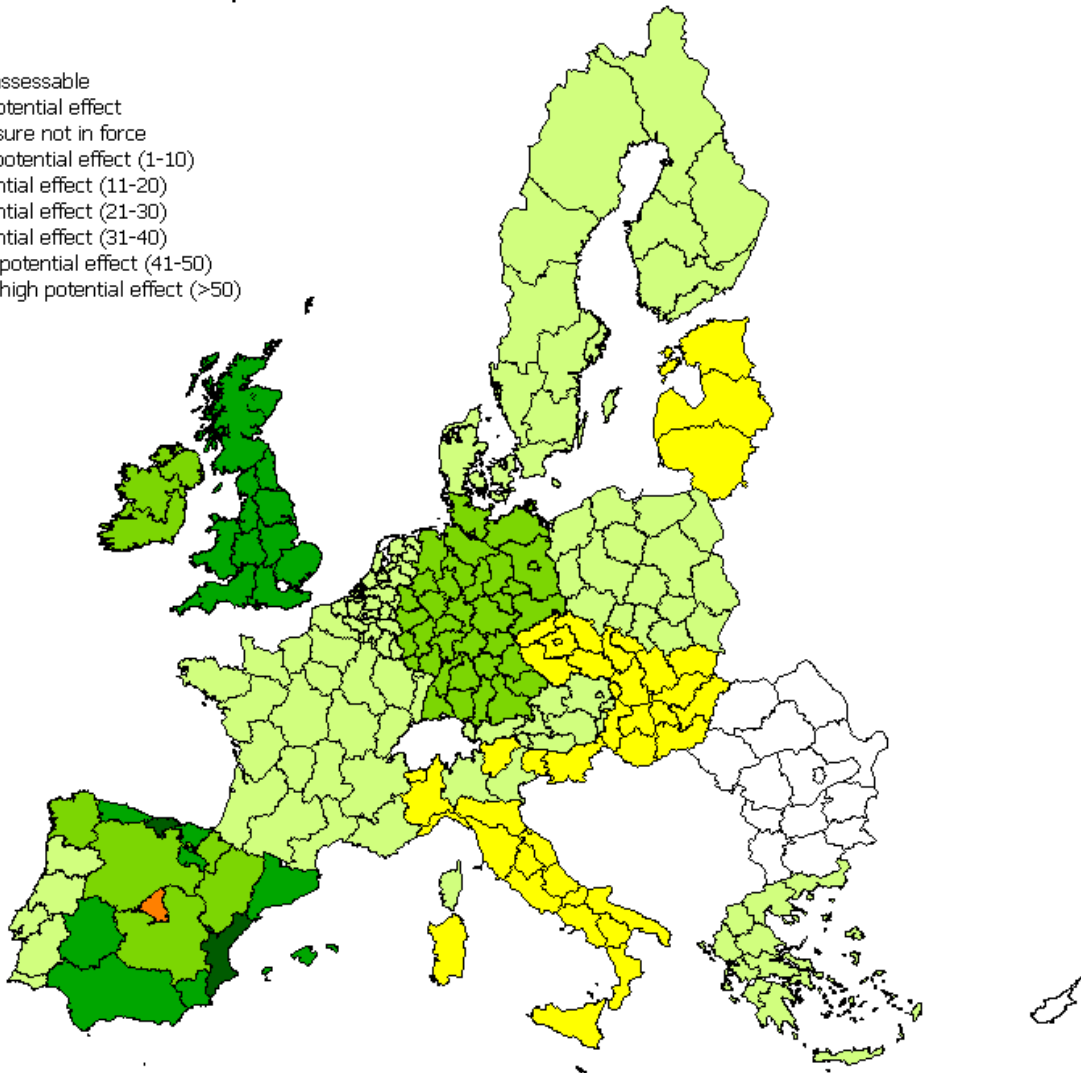 ssessable
otential effect
sure not in force
potential effect (1-10)
ntial effect (11-20)
ntial effect (21-30)
ntial effect (31-40)
potential effect (41-50)
high potential effect (>50)